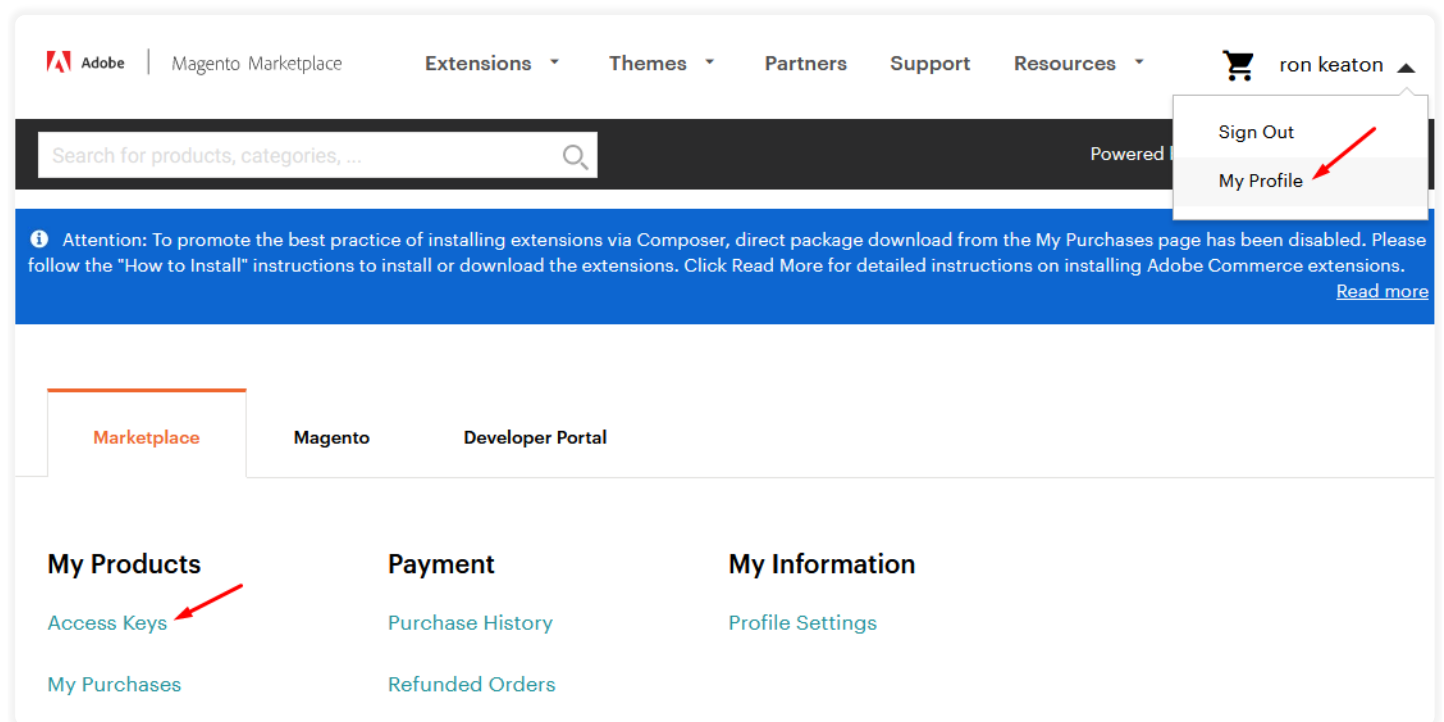 Adobe | Magento Marketplace Extensions Themes Partners Support Resources ron keaton
Sign Out
Search for products, categories, ...
Powered
My Profile
Attention: To promote the best practice of installing extensions via Composer, direct package download from the My Purchases page has been disabled. Please
follow the "How to Install" instructions to install or download the extensions. Click Read More for detailed instructions on installing Adobe Commerce extensions.
Read more
Marketplace Magento Developer Portal
My Products Payment My Information
Access Keys Purchase History Profile Settings
My Purchases Refunded Orders